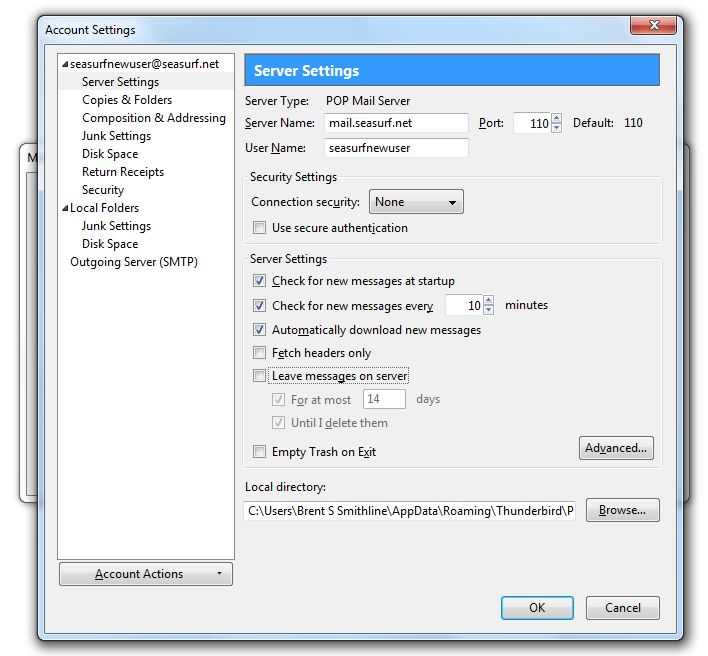 Account Settings
seasurfnewuser@seasurf.net
Server Settings
Copies & Folders
Composition & Addressing
Junk Settings
Disk Space
Return Receipts
Security
Local Folders
Junk Settings
Disk Space
Outgoing Server (SMTP)
Account Actions
Server Settings
Server Type: POP Mail Server
Server Name: mail.seasurf.net Port: 110 Default: 110
User Name: seasurfnewuser
Security Settings
Connection security: None
Use secure authentication
Server Settings
Check for new messages at startup
Check for new messages every 10 minutes
Automatically download new messages
Fetch headers only
Leave messages on server
For at most 14 days
Until I delete them
Empty Trash on Exit Advanced...
Local directory:
C:\Users\Brent S Smithline\AppData\Roaming\Thunderbird\P Browse...
OK Cancel